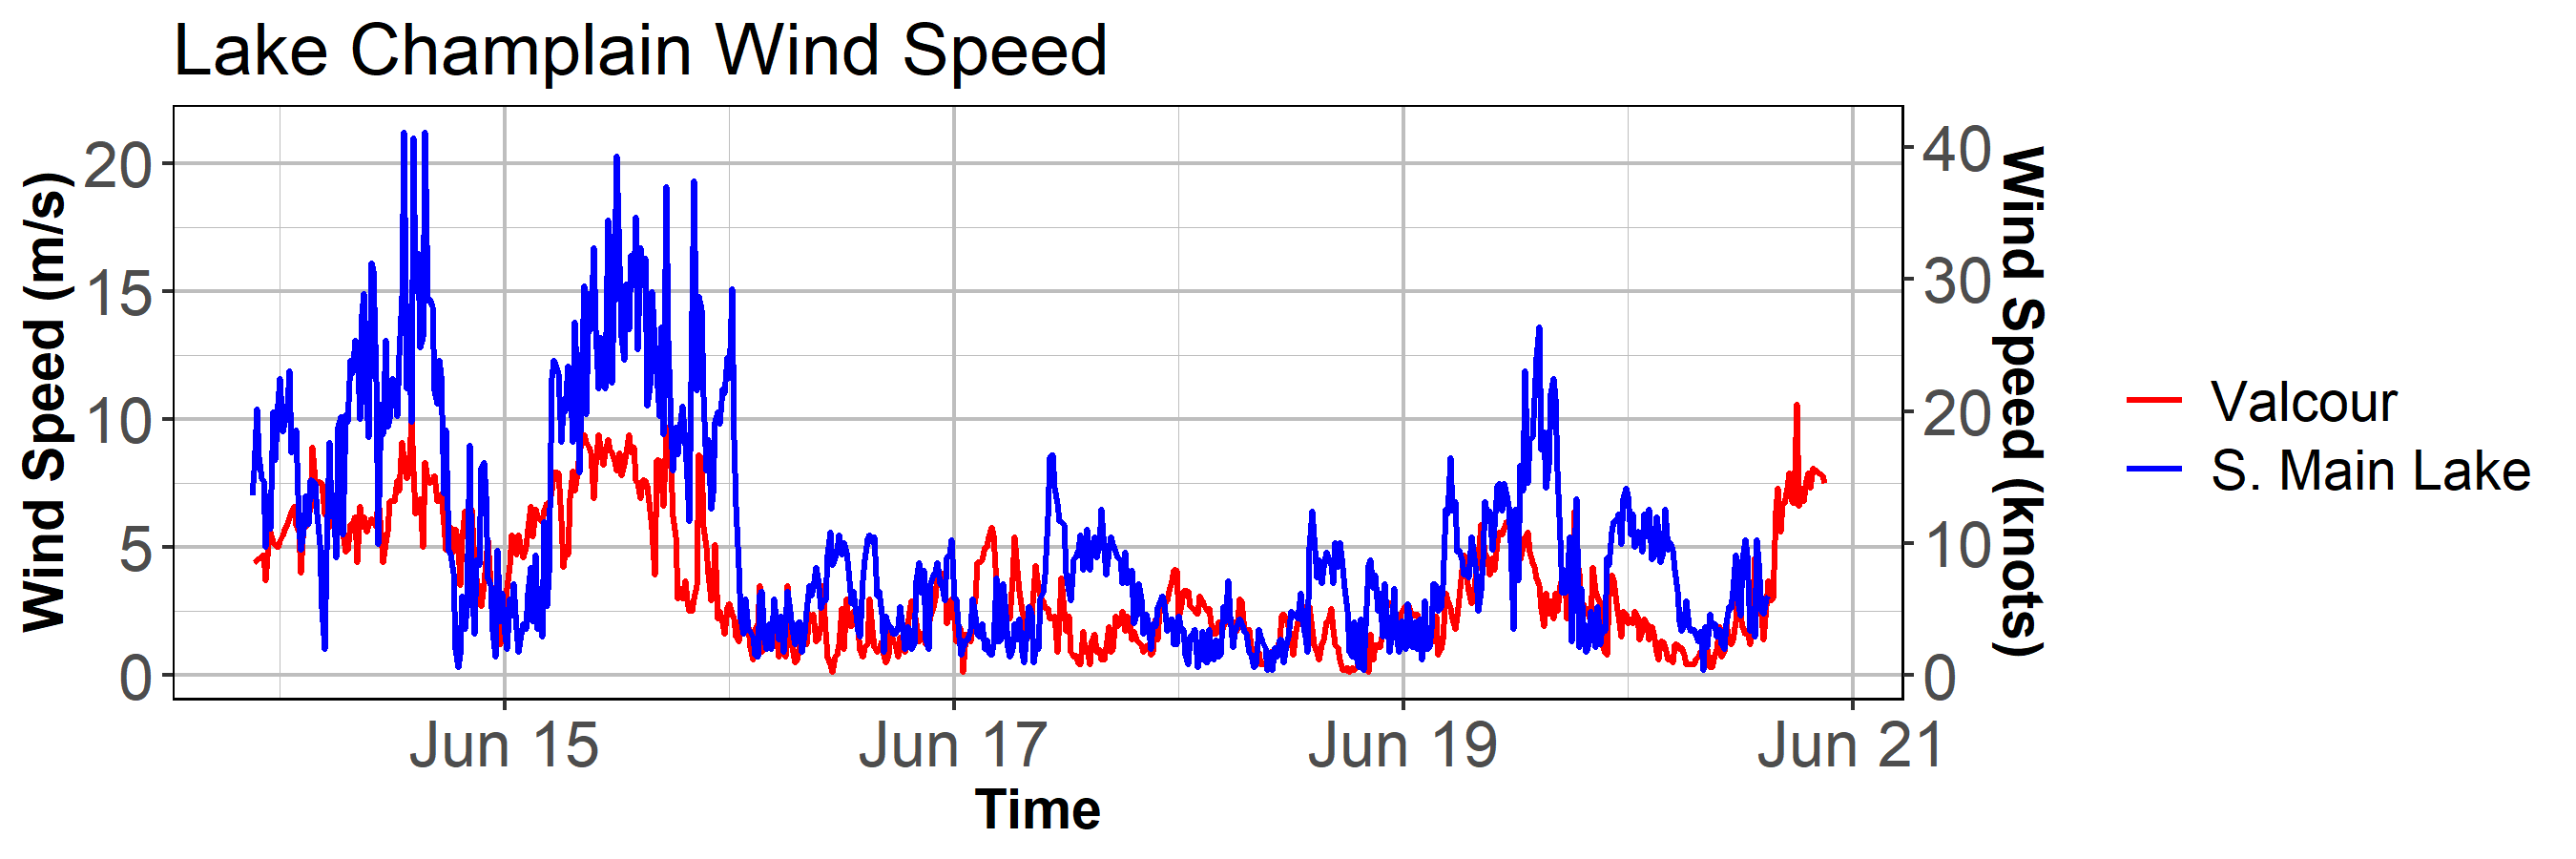 Lake Champlain Wind Speed
Wind Speed (m/s)
20
15
10
5
0
40
30
20
10
0
Wind Speed (knots)
Jun 15
Jun 17
Jun 19
Jun 21
Time
Valcour
S. Main Lake